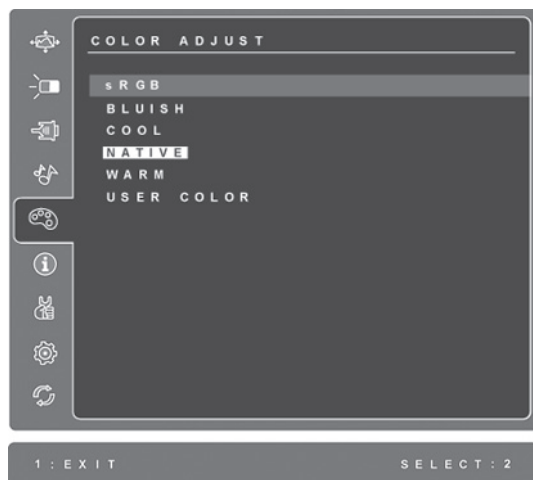 COLOR ADJUST
sRGB
BLUISH
COOL
NATIVE
WARM
USER COLOR
1:EXIT SELECT:2